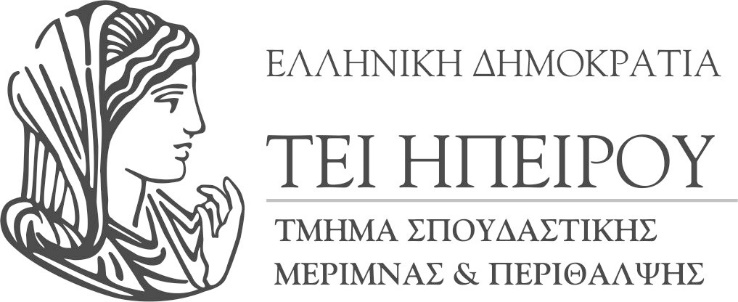 ΕΛΛΗΝΙΚΗ ΔΗΜΟΚΡΑΤΙΑ
ΤΕΙ ΗΠΕΙΡΟΥ
ΤΜΗΜΑ ΣΠΟΥΔΑΣΤΙΚΗΣ
ΜΕΡΙΜΝΑΣ & ΠΕΡΙΘΑΛΨΗΣ